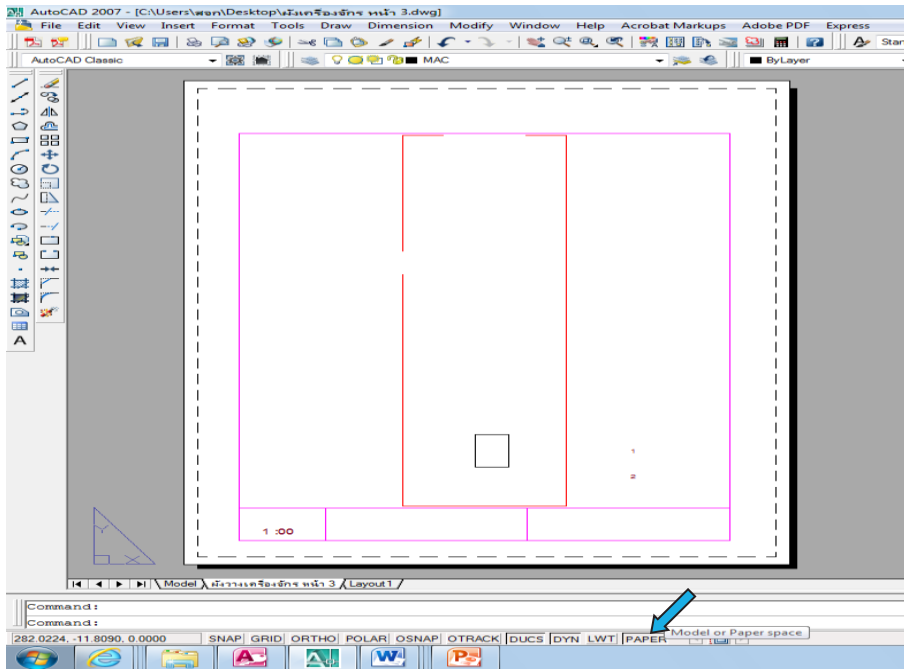 AutoCAD 2007 - [C:\Users\ตอก\Desktop\ผังเครื่องจักร หน้า 3.dwg]
File Edit View Insert Format Tools Draw Dimension Modify Window Help Acrobat Markups Adobe PDF Express
Stan
AutoCAD Classic MAC ByLayer
A
1
2
1 :00
Y
X
Model ผังวางเครื่องจักร หน้า 3 Layout1
Command:
Command:
282.0224, -11.8090, 0.0000 SNAP GRID ORTHO POLAR OSNAP OTRACK DUCS DYN LWT PAPER Model or Paper space